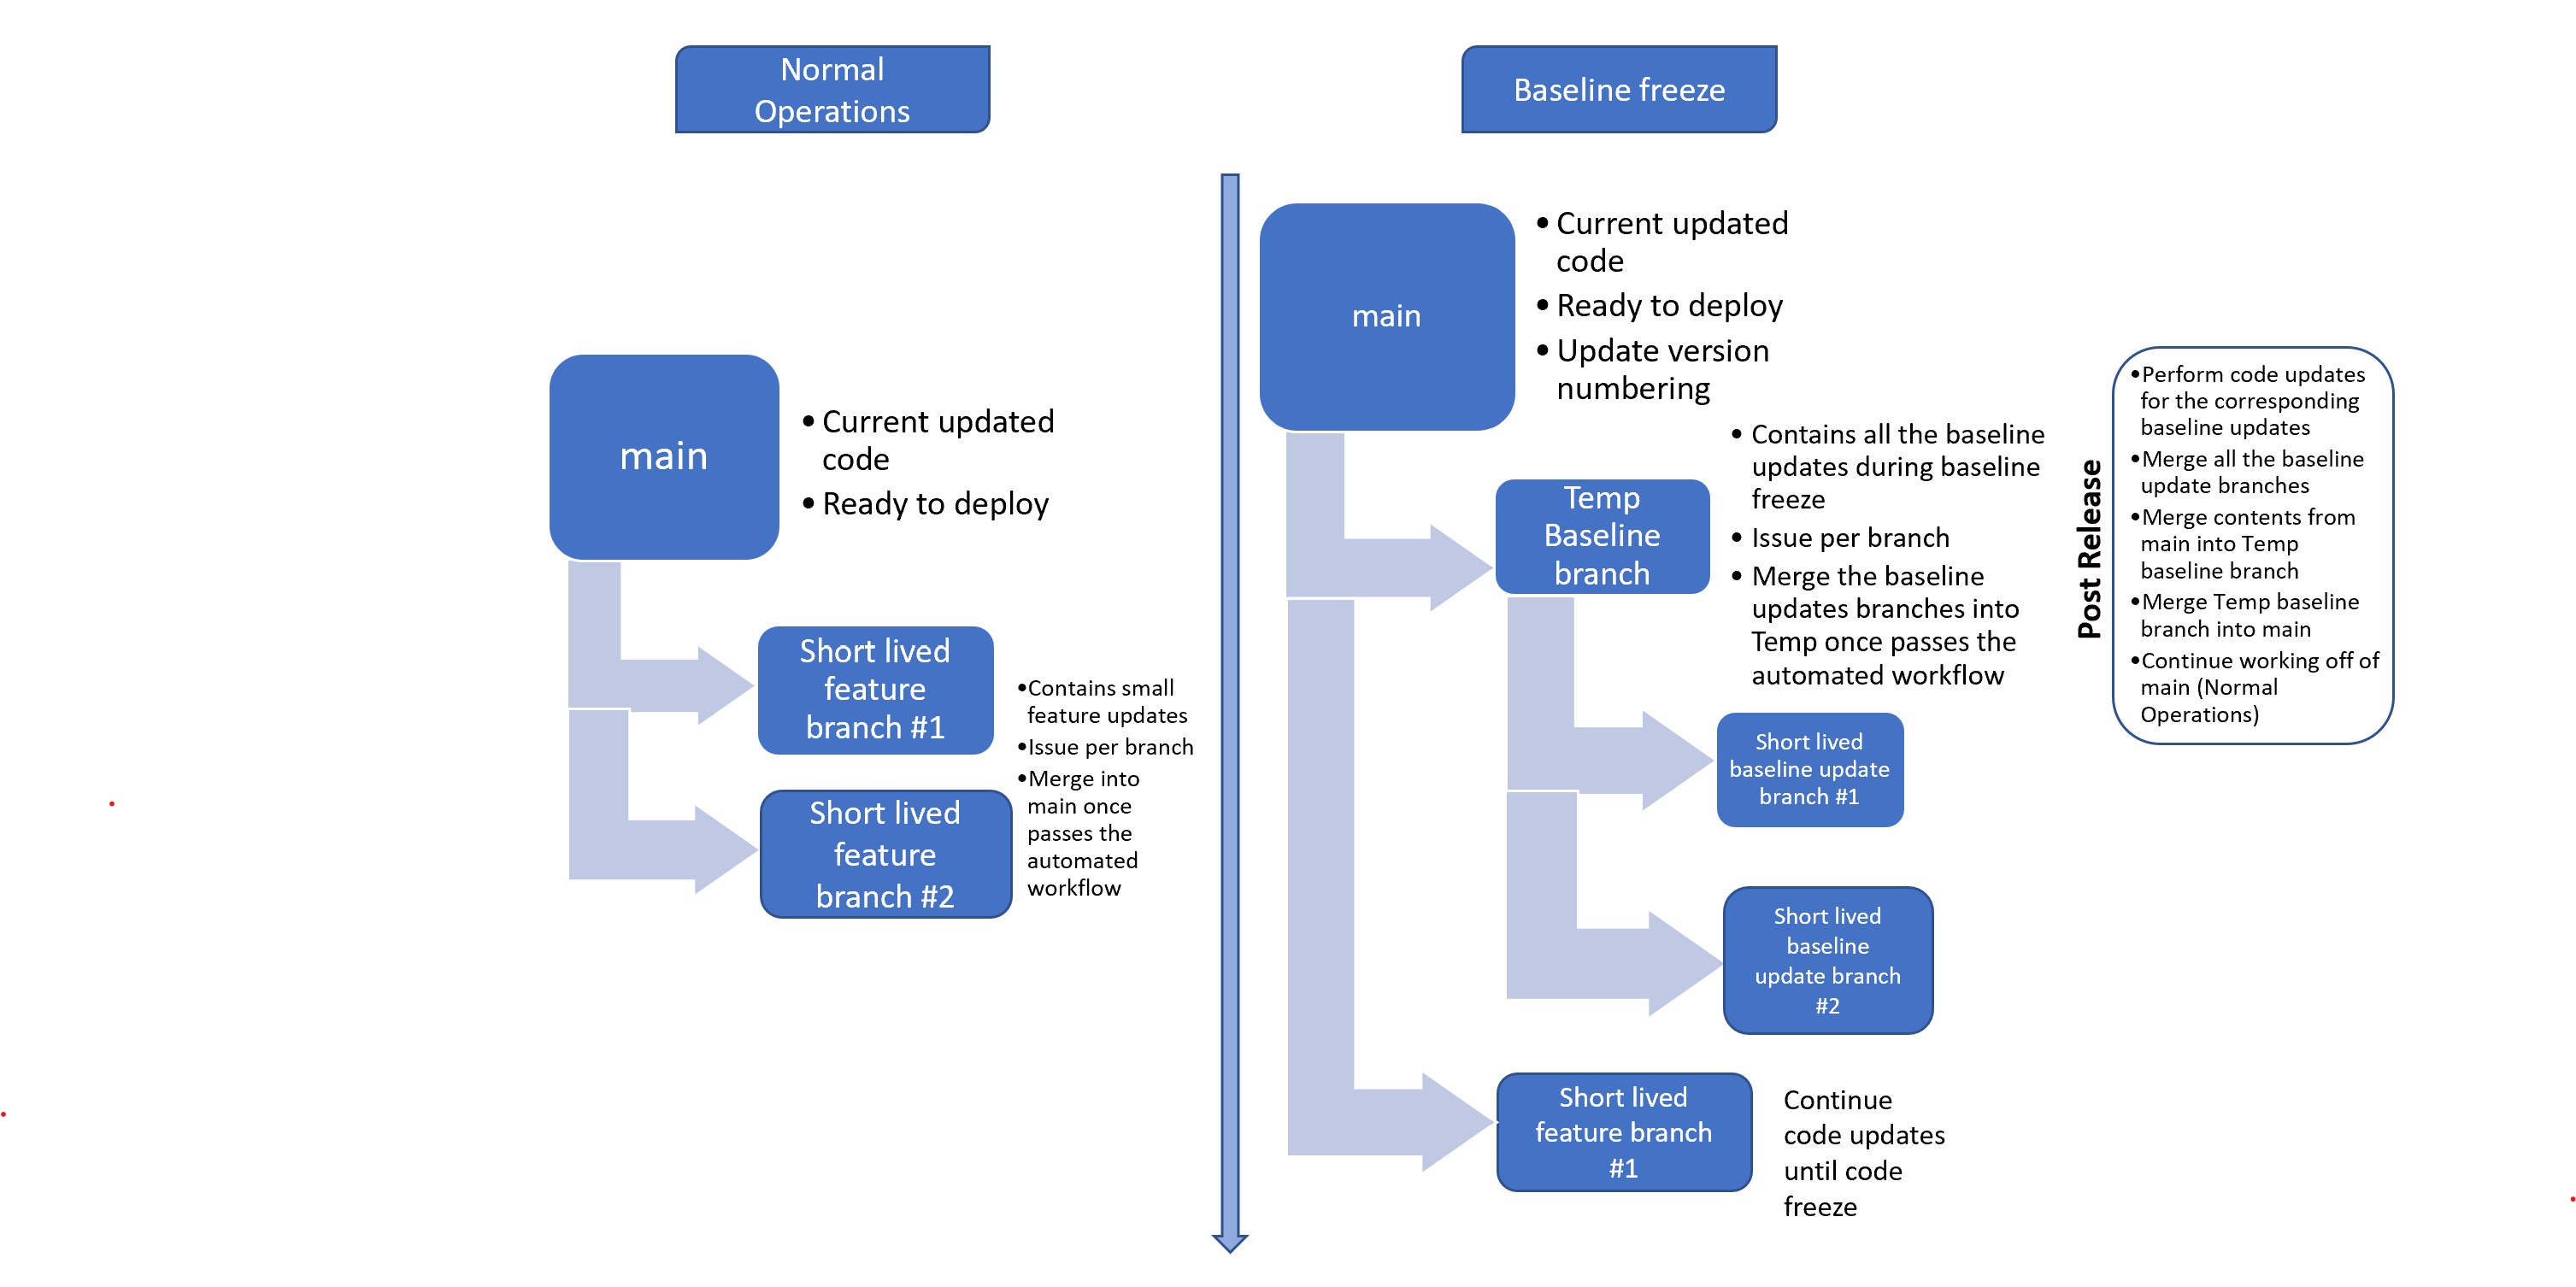 Normal
Operations
Baseline freeze
main
• Current updated
code
• Ready to deploy
Short lived
feature
branch #1
Short lived
feature
branch #2
•Contains small
feature updates
•Issue per branch
•Merge into
main once
passes the
automated
workflow
main
• Current updated
code
• Ready to deploy
• Update version
numbering
Temp
Baseline
branch
• Contains all the baseline
updates during baseline
freeze
• Issue per branch
• Merge the baseline
updates branches into
Temp once passes the
automated workflow
Short lived
baseline update
branch #1
Short lived
baseline
update branch
#2
Short lived
feature branch
#1
Continue
code updates
until code
freeze
Post Release
•Perform code updates
for the corresponding
baseline updates
•Merge all the baseline
update branches
•Merge contents from
main into Temp
baseline branch
•Merge Temp baseline
branch into main
•Continue working off of
main (Normal
Operations)